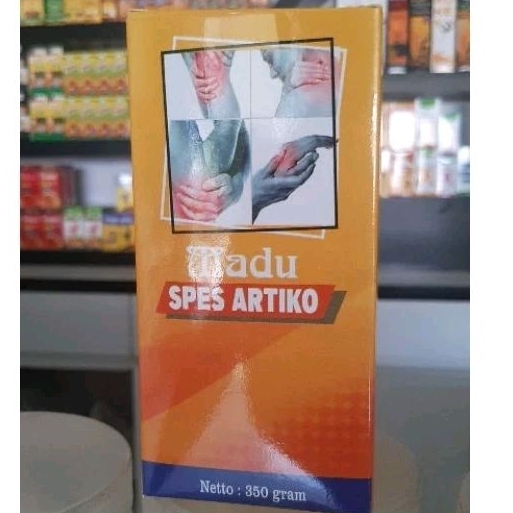 Madu
SPES ARTIKO
Netto : 350 gram